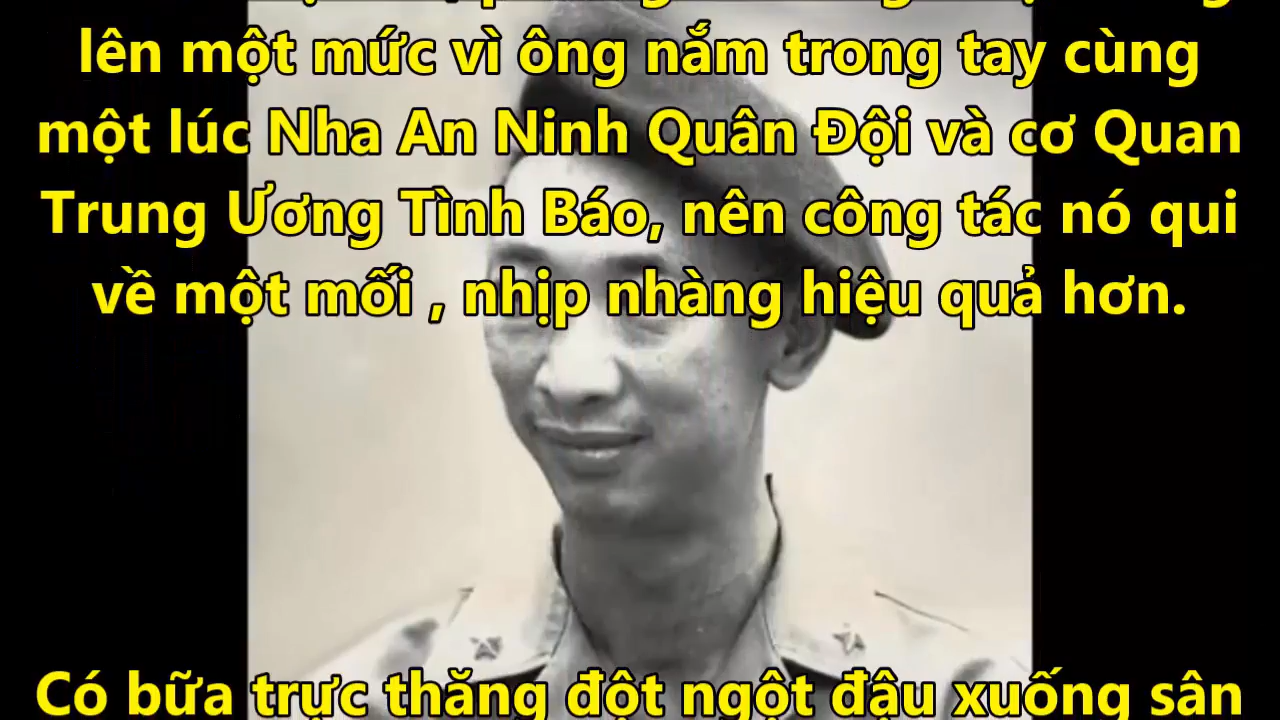 lên một mức vì ông nắm trong tay cùng
một lúc Nha An Ninh Quân Đội và cơ Quan
Trung Ương Tình Báo, nên công tác nó qui
về một mối , nhịp nhàng hiệu quả hơn.
Có bữa trực thăng đột ngột đậu xuống sân